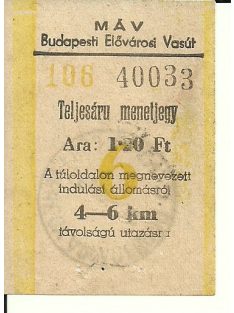 MÁV
Budapesti Elővárosi Vasút
106 40033
Teljesáru menetjegy
Ára: 1·20 Ft
6
A túloldalon megnevezett
indulási állomásról
4—6 km
távolságú utazásra